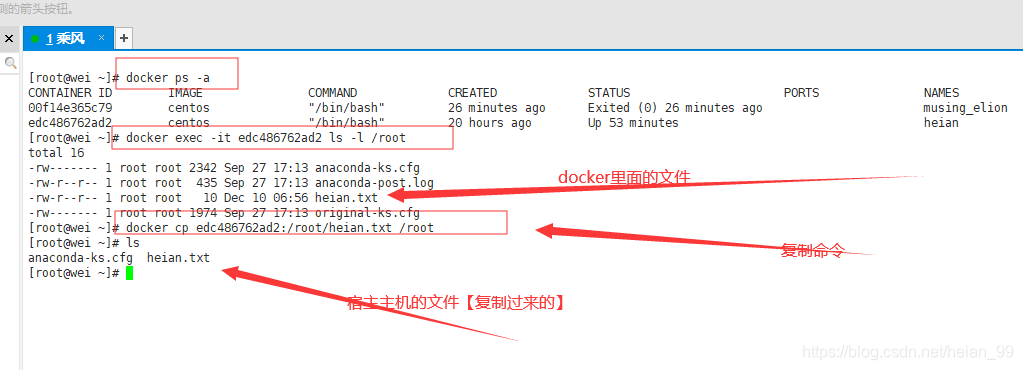 测的箭头按钮。
1 乘风
[root@wei ~]# docker ps -a
CONTAINER ID IMAGE COMMAND CREATED STATUS PORTS NAMES
00f14e365c79 centos "/bin/bash" 26 minutes ago Exited (0) 26 minutes ago musing_elion
edc486762ad2 centos "/bin/bash" 20 hours ago Up 53 minutes heian
[root@wei ~]# docker exec -it edc486762ad2 ls -l /root
total 16
-rw------- 1 root root 2342 Sep 27 17:13 anaconda-ks.cfg
-rw-r--r-- 1 root root 435 Sep 27 17:13 anaconda-post.log
docker里面的文件
-rw-r--r-- 1 root root 10 Dec 10 06:56 heian.txt
-rw------- 1 root root 1974 Sep 27 17:13 original-ks.cfg
[root@wei ~]# docker cp edc486762ad2:/root/heian.txt /root
[root@wei ~]# ls
复制命令
anaconda-ks.cfg heian.txt
[root@wei ~]#
宿主主机的文件【复制过来的】
https://blog.csdn.net/heian_99